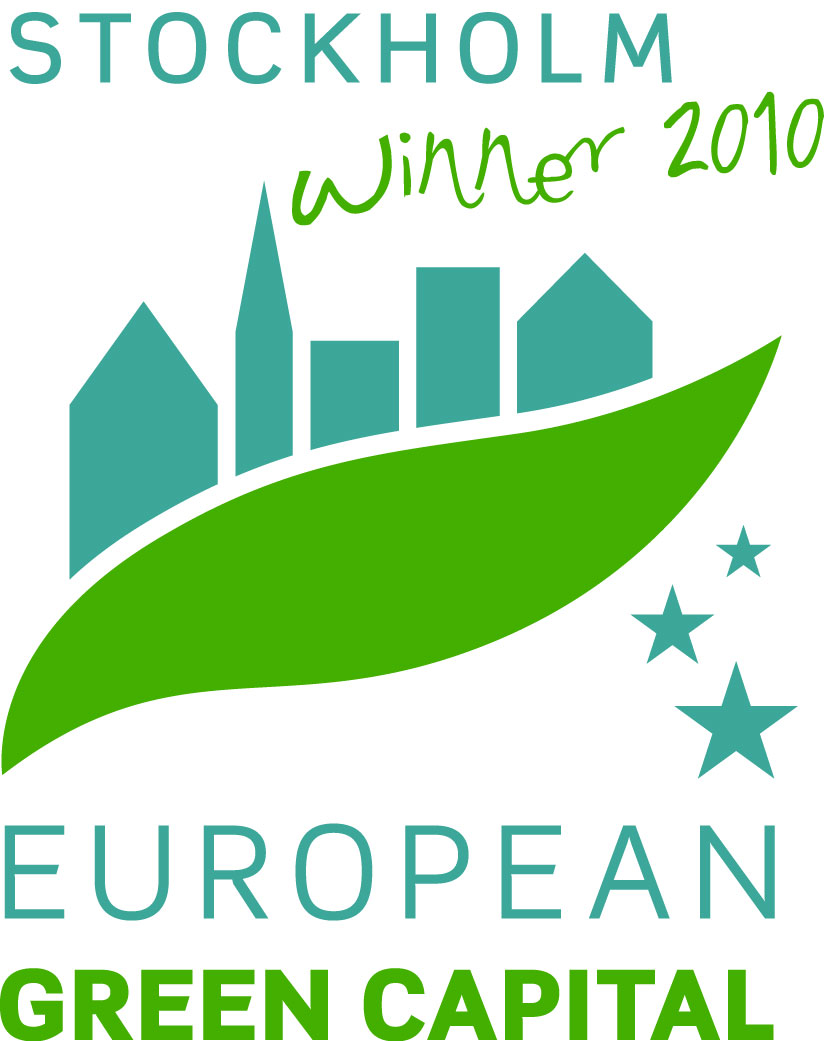 STOCKHOLM
Winner 2010
EUROPEAN
GREEN CAPITAL